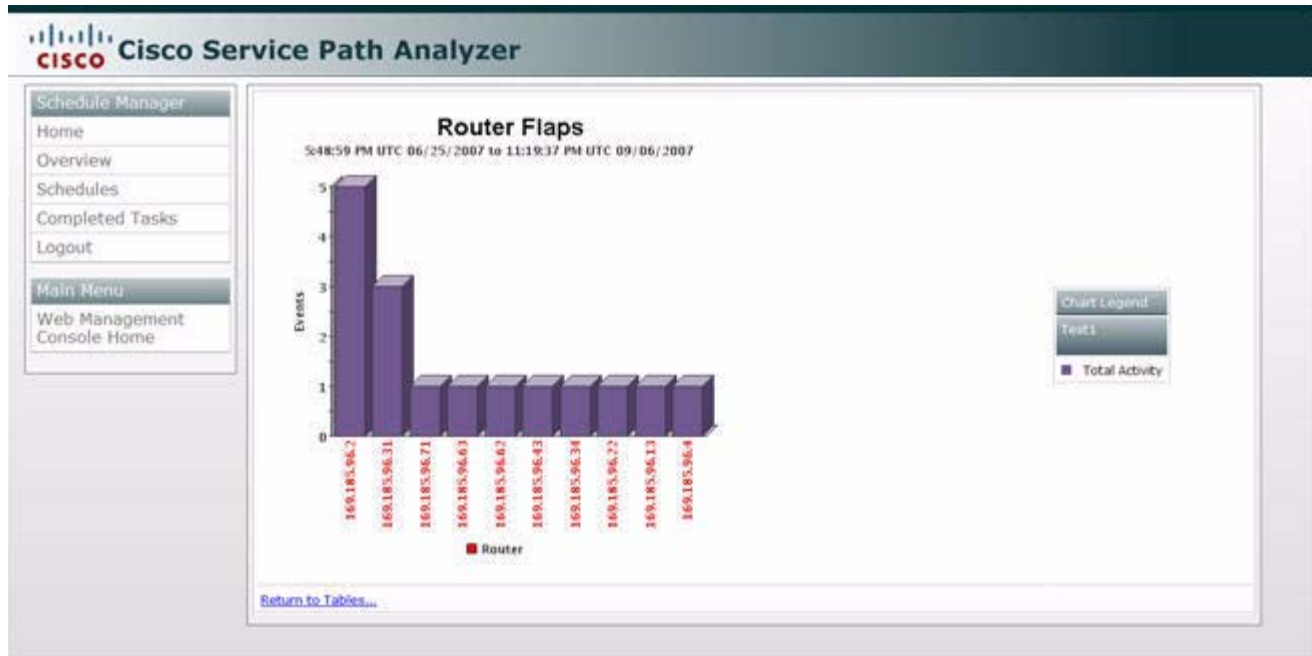 CISCO Cisco Service Path Analyzer
Schedule Manager
Home
Overview
Schedules
Completed Tasks
Logout
Main Menu
Web Management
Console Home
Router Flaps
5:48:59 PM UTC 06/25/2007 to 11:19:37 PM UTC 09/06/2007
5
4
3
2
1
0
Events
169.185.96.2
169.185.96.31
169.185.96.71
169.185.96.63
169.185.96.62
169.185.96.43
169.185.96.34
169.185.96.22
169.185.96.13
169.185.96.4
Router
Chart Legend
Test1
Total Activity
Return to Tables...